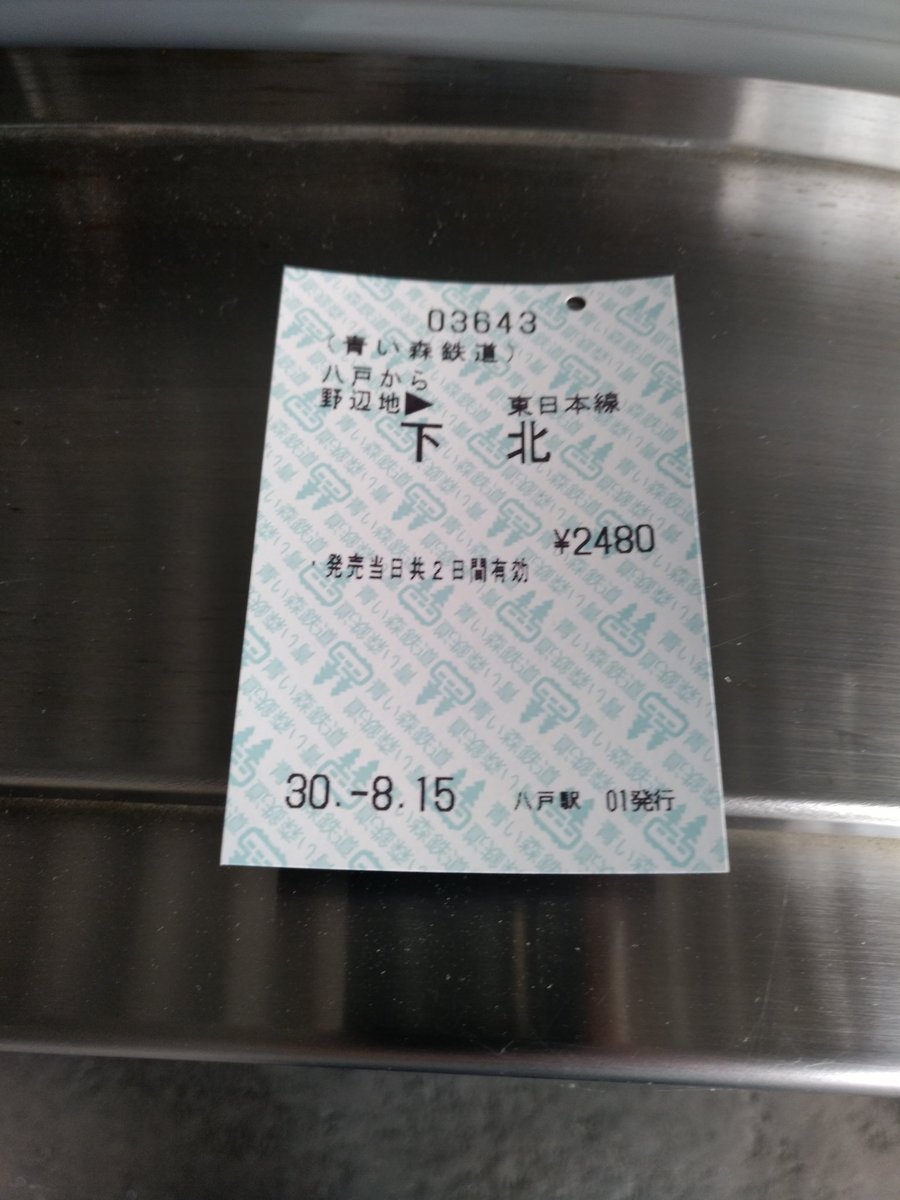 03643
(青い森鉄道)
八戸から
野辺地▶ 東日本線
下北
¥2480
・発売当日共2日間有効
30.-8.15 八戸駅 01発行